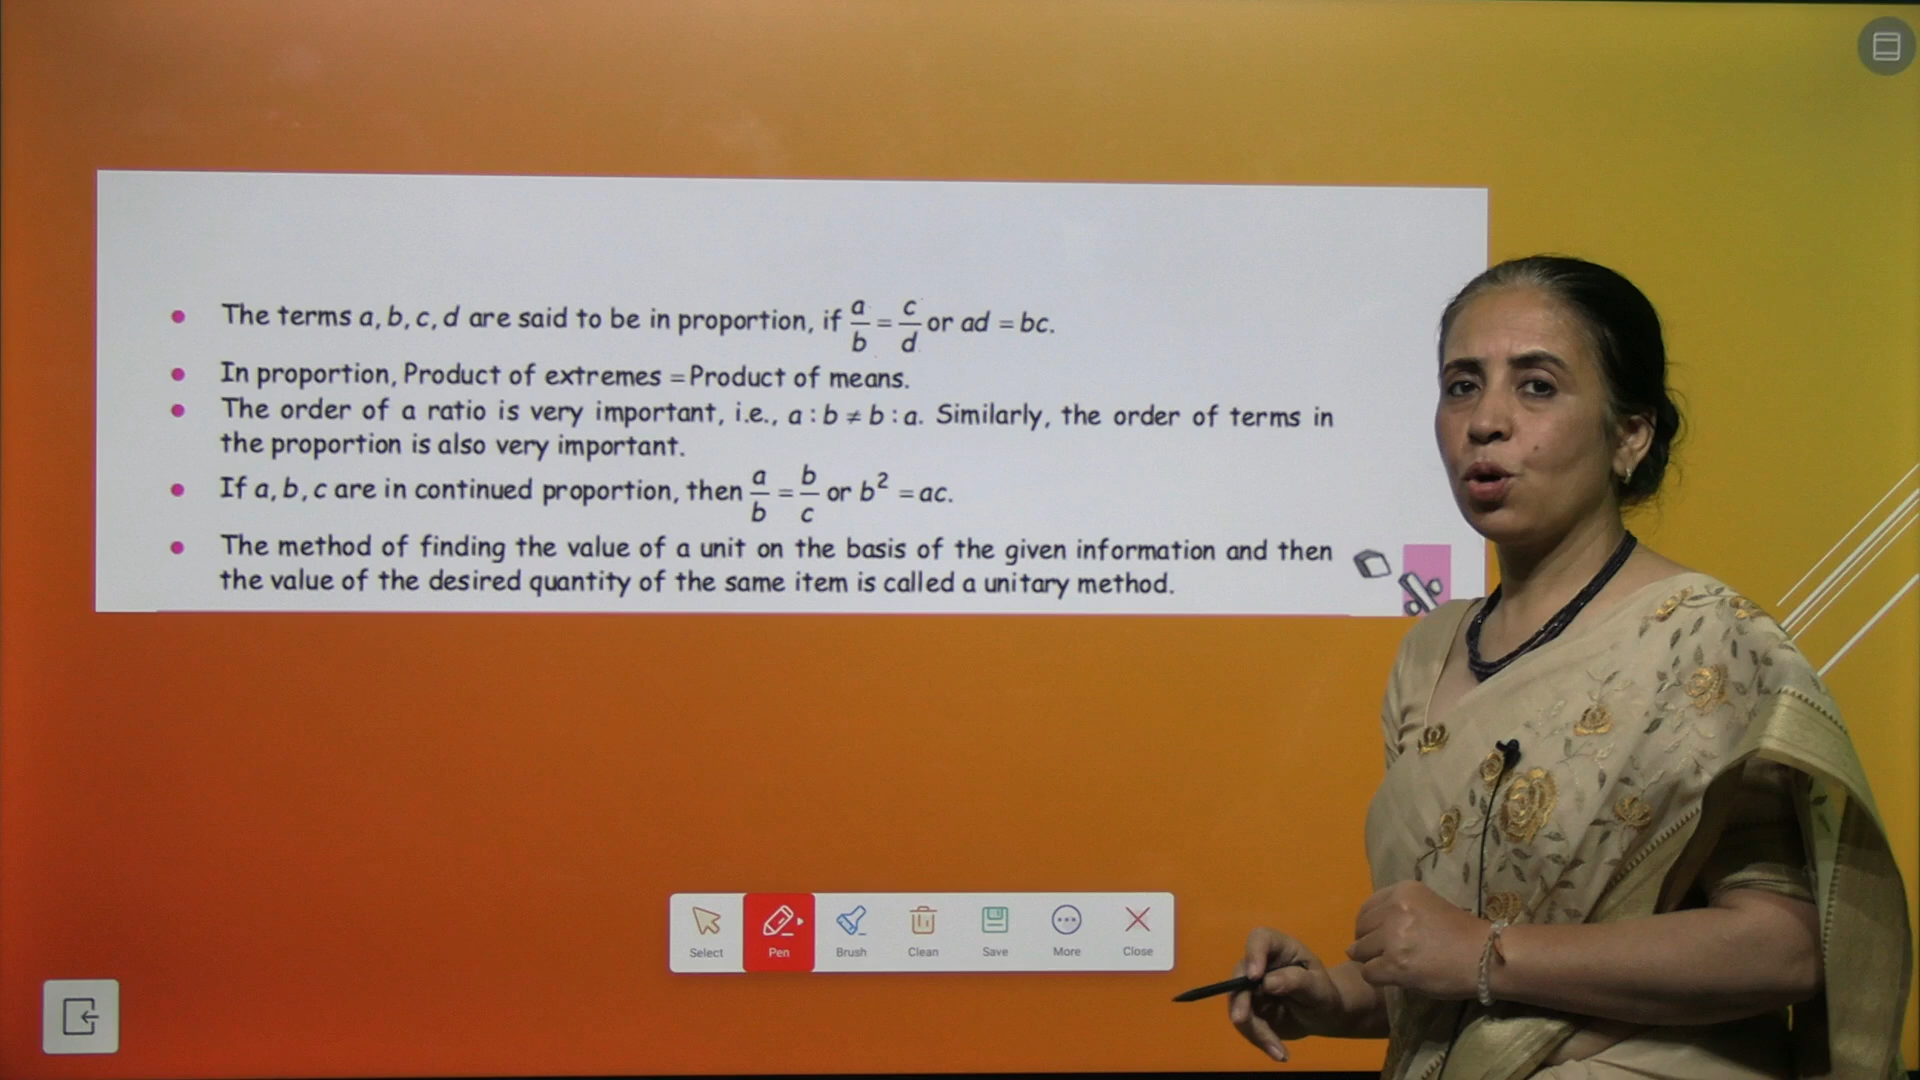 • The terms a, b, c, d are said to be in proportion, if a/b = c/d or ad = bc.
• In proportion, Product of extremes = Product of means.
• The order of a ratio is very important, i.e., a : b ≠ b : a. Similarly, the order of terms in
the proportion is also very important.
• If a, b, c are in continued proportion, then a/b = b/c or b² = ac.
• The method of finding the value of a unit on the basis of the given information and then
the value of the desired quantity of the same item is called a unitary method.
Select Pen Brush Clean Save More Close